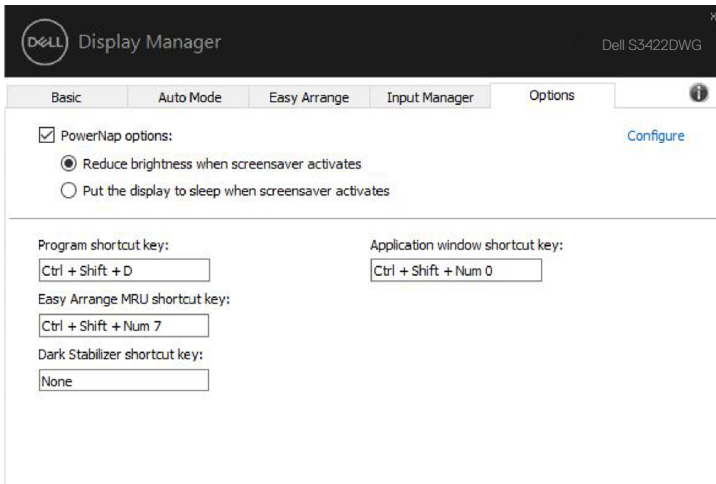 x
DELL Display Manager
Dell S3422DWG
Basic Auto Mode Easy Arrange Input Manager Options
PowerNap options: Configure
Reduce brightness when screensaver activates
Put the display to sleep when screensaver activates
Program shortcut key: Application window shortcut key:
Ctrl + Shift + D Ctrl + Shift + Num 0
Easy Arrange MRU shortcut key:
Ctrl + Shift + Num 7
Dark Stabilizer shortcut key:
None